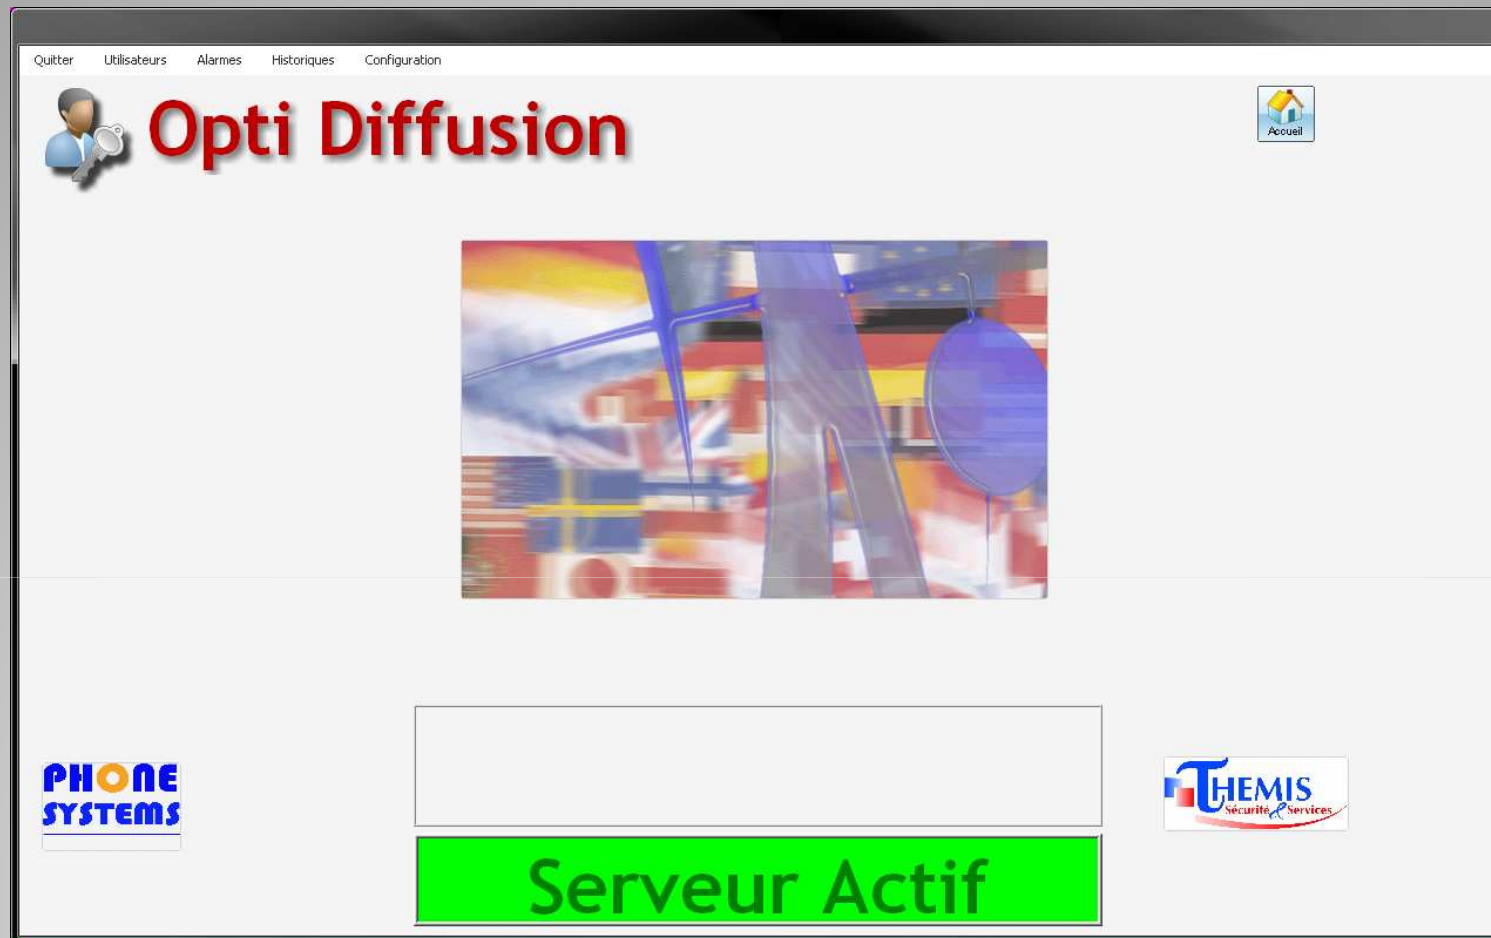 Quitter Utilisateurs Alarmes Historiques Configuration
Opti Diffusion
Accueil
PHONE
SYSTEMS
THEMIS
Sécurité & Services
Serveur Actif